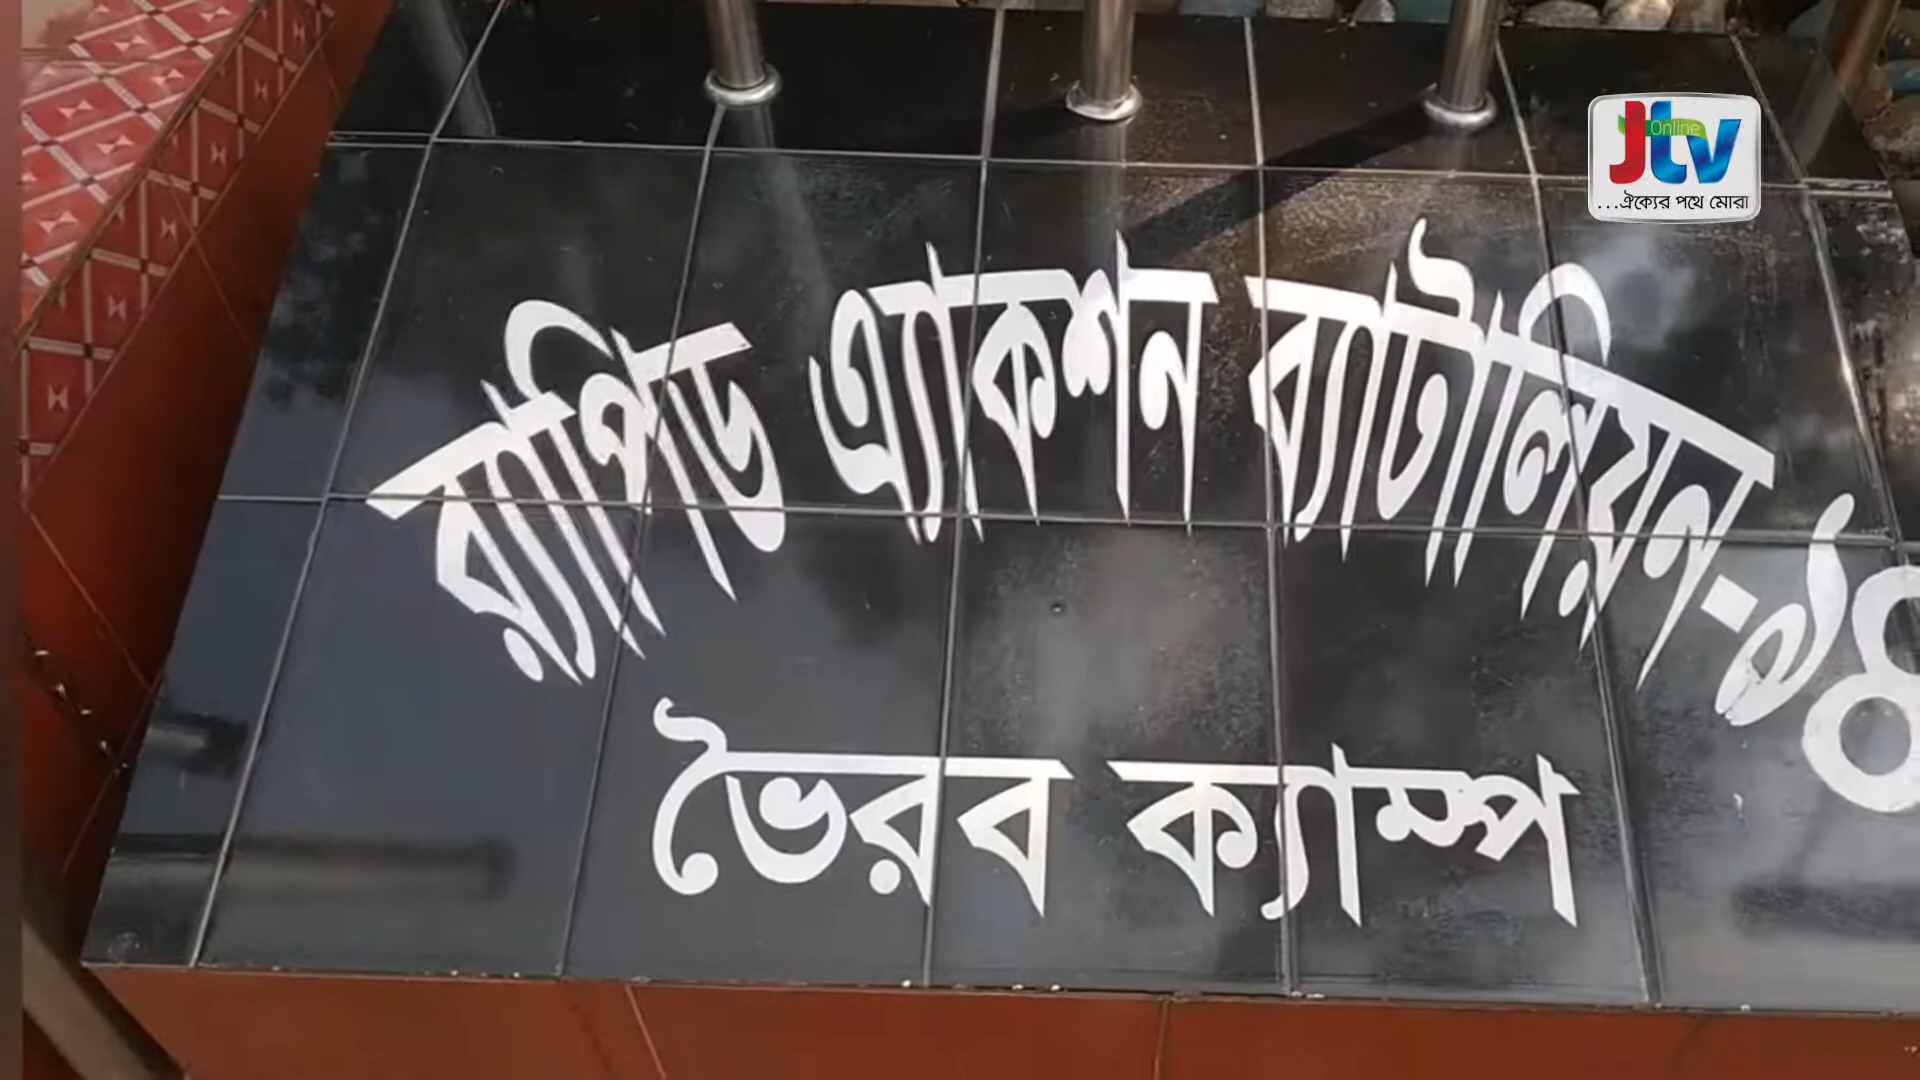 JTV
Online
...ঐক্যের পথে মোরা
র‍্যাপিড এ্যাকশন ব্যাটালিয়ন-১৪
ভৈরব ক্যাম্প